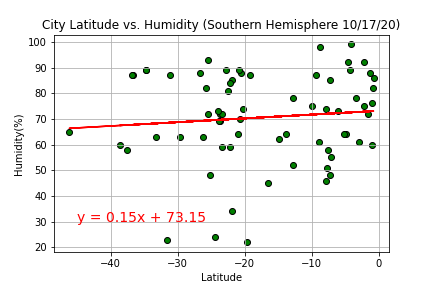 City Latitude vs. Humidity (Southern Hemisphere 10/17/20)
Humidity(%)
100
90
80
70
60
50
40
30
20
y = 0.15x + 73.15
−40 −30 −20 −10 0
Latitude